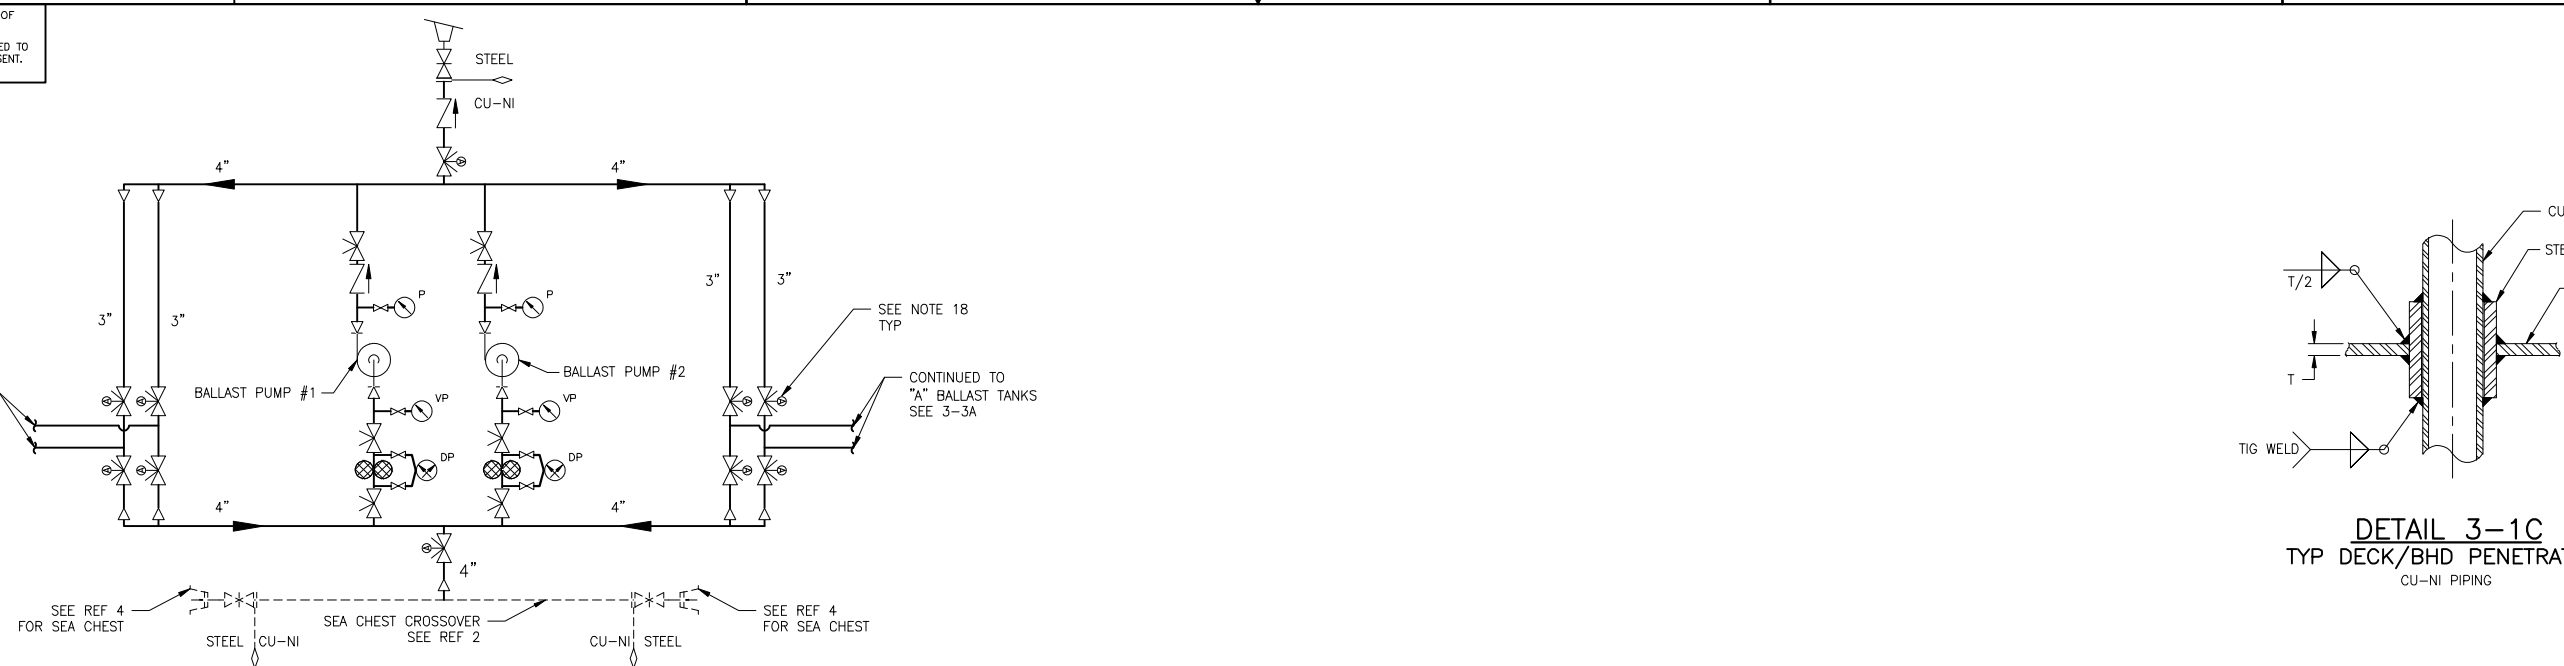 OF
TO
STEEL
CU-NI
Ⓐ
4"
4"
3"
3"
3"
3"
P
P
SEE NOTE 18
TYP
BALLAST PUMP #1
BALLAST PUMP #2
CONTINUED TO
"A" BALLAST TANKS
SEE 3-3A
Ⓐ Ⓐ
Ⓐ Ⓐ
VP
VP
DP
DP
Ⓐ Ⓐ
Ⓐ Ⓐ
4"
4"
Ⓐ
4"
SEE REF 4
FOR SEA CHEST
SEA CHEST CROSSOVER
SEE REF 2
SEE REF 4
FOR SEA CHEST
STEEL CU-NI
CU-NI STEEL
T/2
T
TIG WELD
DETAIL 3-1C
TYP DECK/BHD
CU-NI PIPING